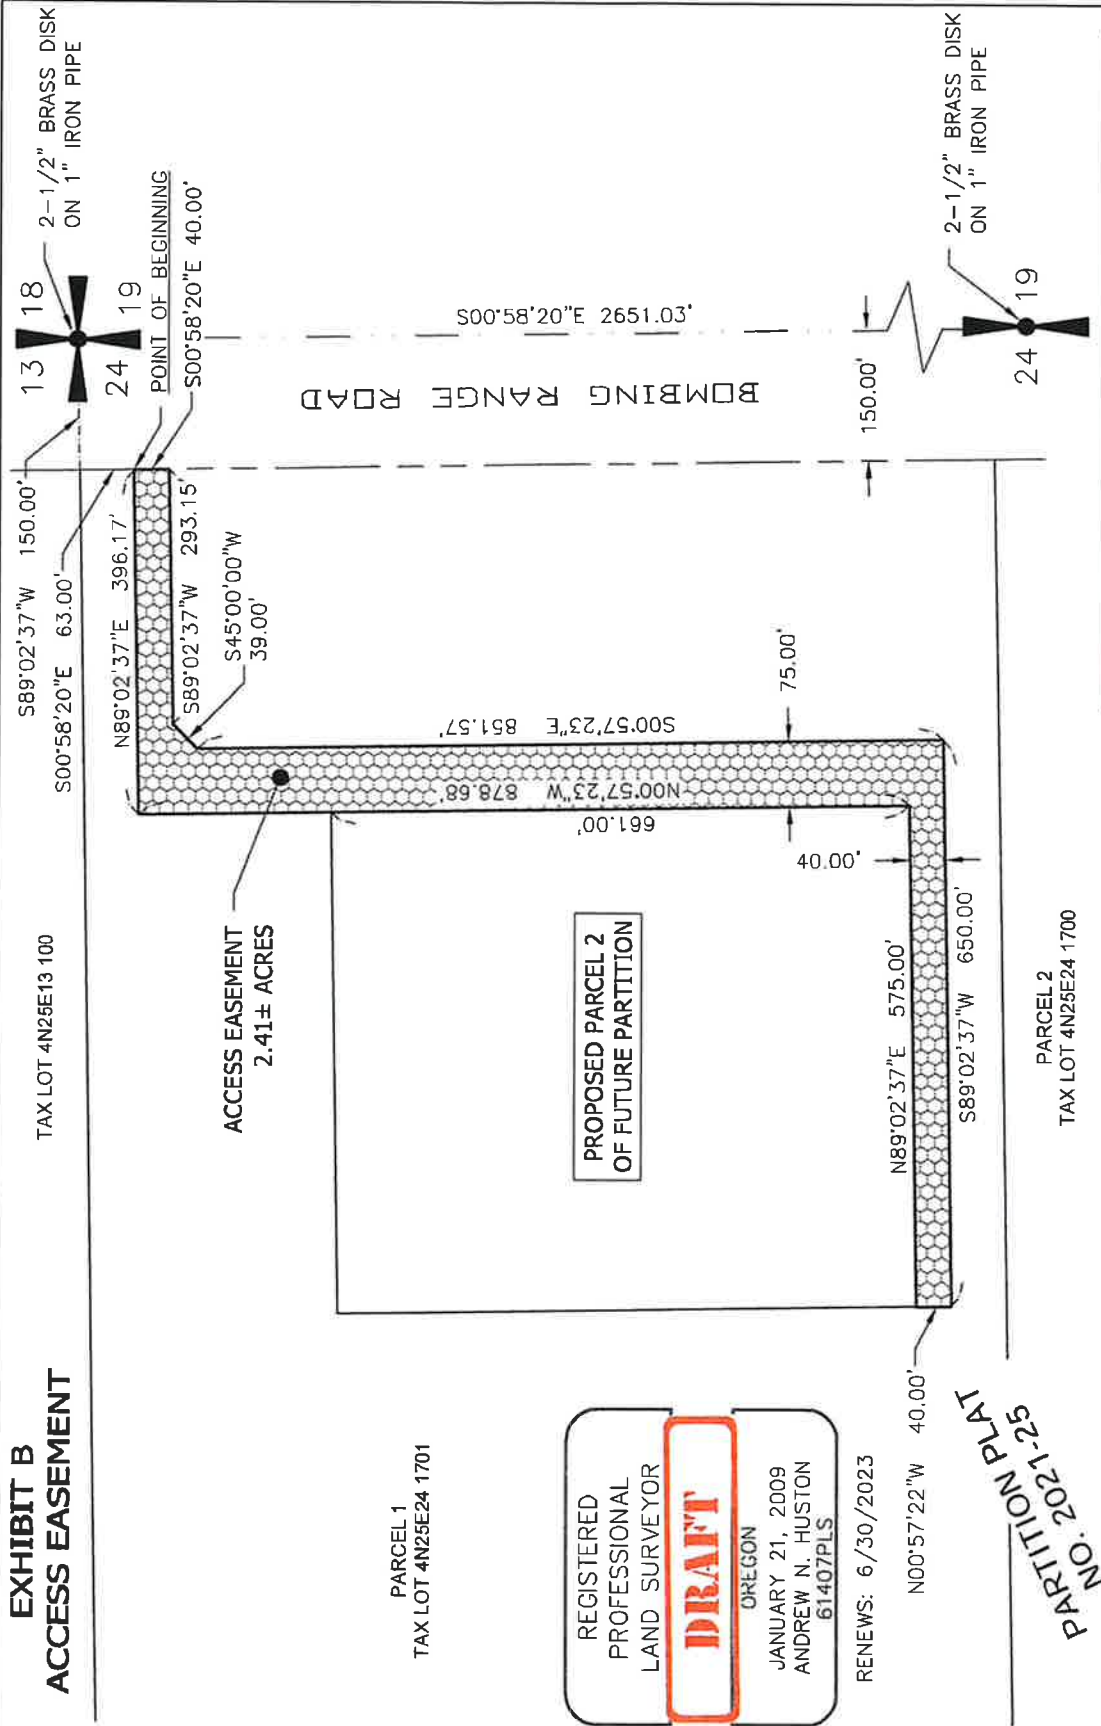 EXHIBIT B
ACCESS EASEMENT
TAX LOT 4N25E13 100
S89°02'37"W 150.00'
S00°58'20"E 63.00'
13 18
24 19
2-1/2" BRASS DISK
ON 1" IRON PIPE
POINT OF BEGINNING
S00°58'20"E 40.00'
N89°02'37"E 396.17'
S89°02'37"W 293.15'
S45°00'00"W
39.00'
ACCESS EASEMENT
2.41± ACRES
S00°58'20"E 2651.03'
BOMBING RANGE ROAD
150.00'
S00°57'23"E 851.57'
N00°57'23"W 878.68'
661.00'
75.00'
40.00'
PARCEL 1
TAX LOT 4N25E24 1701
PROPOSED PARCEL 2
OF FUTURE PARTITION
N89°02'37"E 575.00'
S89°02'37"W 650.00'
N00°57'22"W 40.00'
2-1/2" BRASS DISK
ON 1" IRON PIPE
24 19
PARCEL 2
TAX LOT 4N25E24 1700
REGISTERED
PROFESSIONAL
LAND SURVEYOR
DRAFT
OREGON
JANUARY 21, 2009
ANDREW N. HUSTON
61407PLS
RENEWS: 6/30/2023
PARTITION PLAT
NO. 2021-25